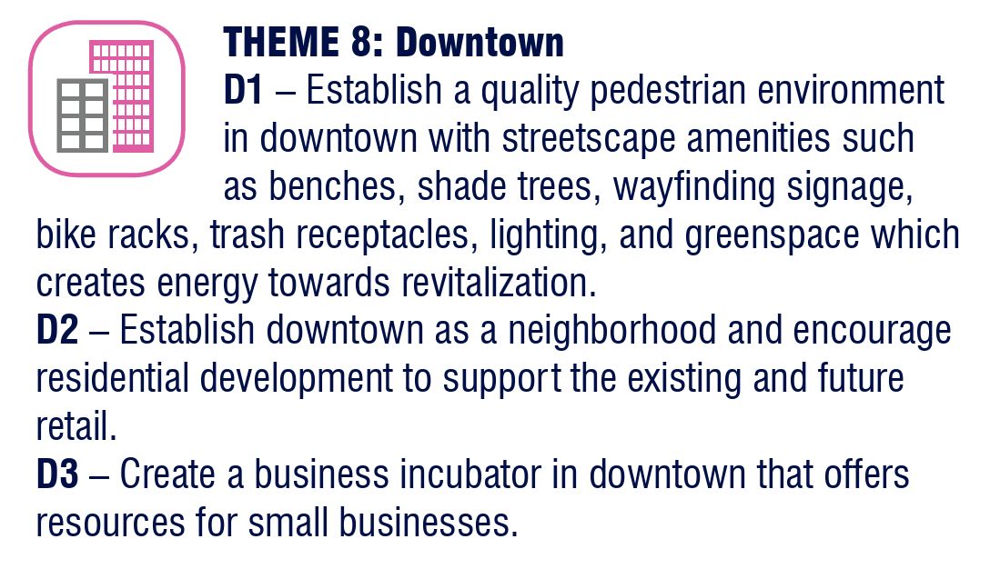 THEME 8: Downtown
D1 – Establish a quality pedestrian environment
in downtown with streetscape amenities such
as benches, shade trees, wayfinding signage,
bike racks, trash receptacles, lighting, and greenspace which
creates energy towards revitalization.
D2 – Establish downtown as a neighborhood and encourage
residential development to support the existing and future
retail.
D3 – Create a business incubator in downtown that offers
resources for small businesses.